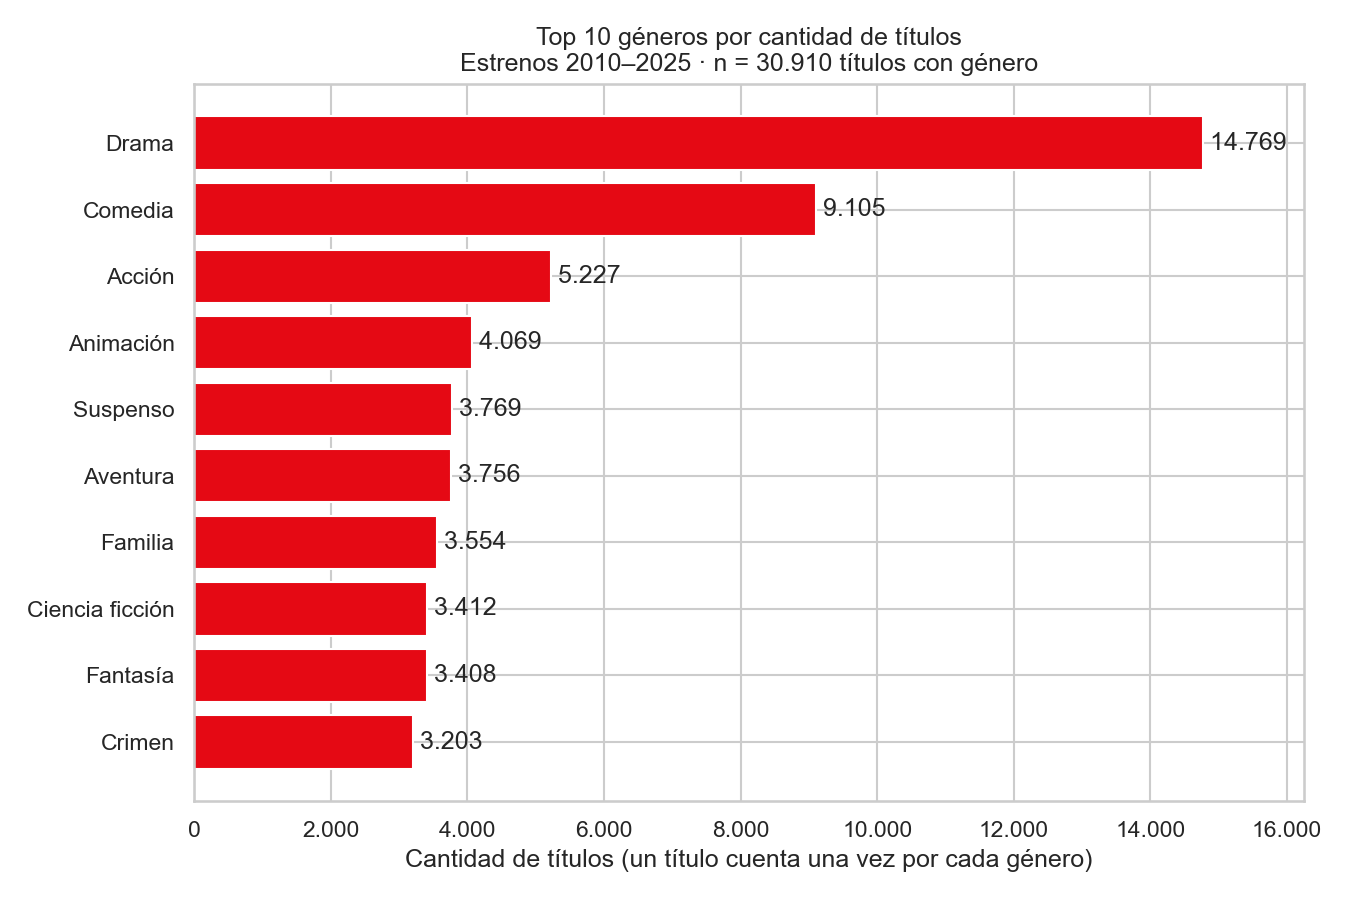 Top 10 géneros por cantidad de títulos
Estrenos 2010–2025 · n = 30.910 títulos con género
Drama 14.769
Comedia 9.105
Acción 5.227
Animación 4.069
Suspenso 3.769
Aventura 3.756
Familia 3.554
Ciencia ficción 3.412
Fantasía 3.408
Crimen 3.203
0 2.000 4.000 6.000 8.000 10.000 12.000 14.000 16.000
Cantidad de títulos (un título cuenta una vez por cada género)